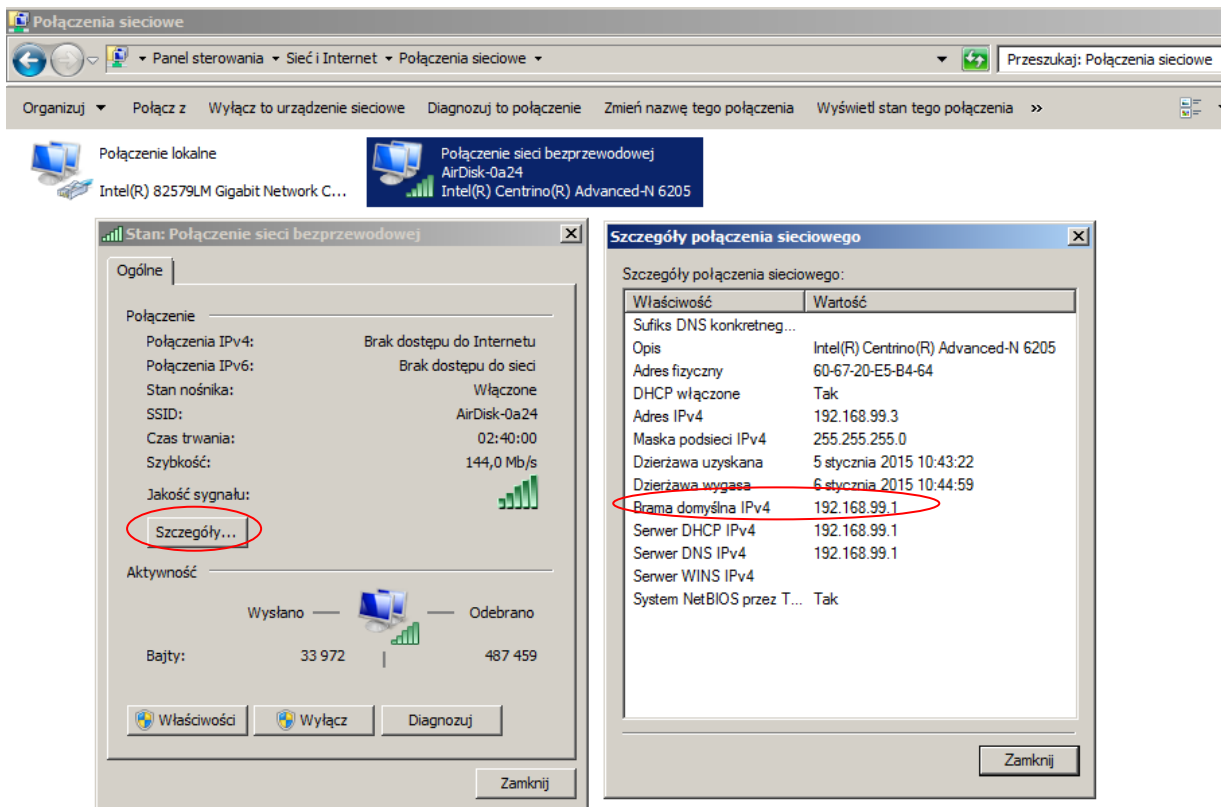 Połączenia sieciowe
Panel sterowania Sieć i Internet Połączenia sieciowe Przeszukaj: Połączenia sieciowe
Organizuj Połącz z Wyłącz to urządzenie sieciowe Diagnozuj to połączenie Zmień nazwę tego połączenia Wyświetl stan tego połączenia »
Połączenie lokalne
Intel(R) 82579LM Gigabit Network C...
Połączenie sieci bezprzewodowej
AirDisk-0a24
Intel(R) Centrino(R) Advanced-N 6205
Stan: Połączenie sieci bezprzewodowej
Ogólne
Połączenie
Połączenia IPv4: Brak dostępu do Internetu
Połączenia IPv6: Brak dostępu do sieci
Stan nośnika: Włączone
SSID: AirDisk-0a24
Czas trwania: 02:40:00
Szybkość: 144,0 Mb/s
Jakość sygnału:
Szczegóły...
Aktywność
Wysłano Odebrano
Bajty: 33 972 487 459
Właściwości Wyłącz Diagnozuj
Zamknij
Szczegóły połączenia sieciowego
Szczegóły połączenia sieciowego:
Właściwość Wartość
Sufiks DNS konkretneg...
Opis Intel(R) Centrino(R) Advanced-N 6205
Adres fizyczny 60-67-20-E5-B4-64
DHCP włączone Tak
Adres IPv4 192.168.99.3
Maska podsieci IPv4 255.255.255.0
Dzierżawa uzyskana 5 stycznia 2015 10:43:22
Dzierżawa wygasa 6 stycznia 2015 10:44:59
Brama domyślna IPv4 192.168.99.1
Serwer DHCP IPv4 192.168.99.1
Serwer DNS IPv4 192.168.99.1
Serwer WINS IPv4
System NetBIOS przez T... Tak
Zamknij